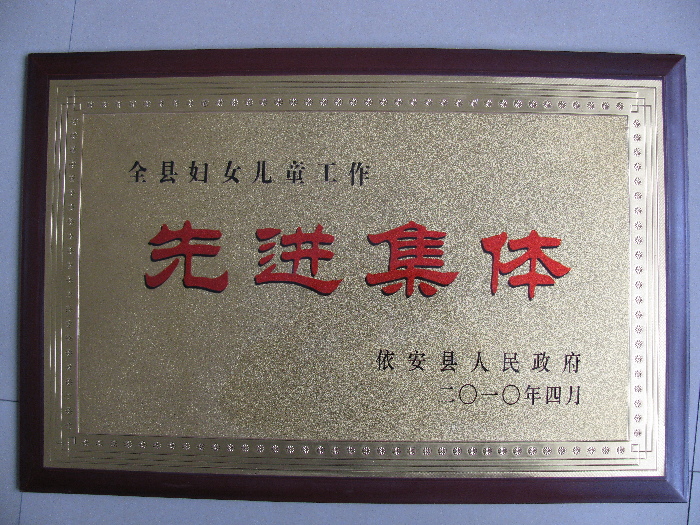 全县妇女儿童工作
先进集体
依安县人民政府
二〇一〇年四月